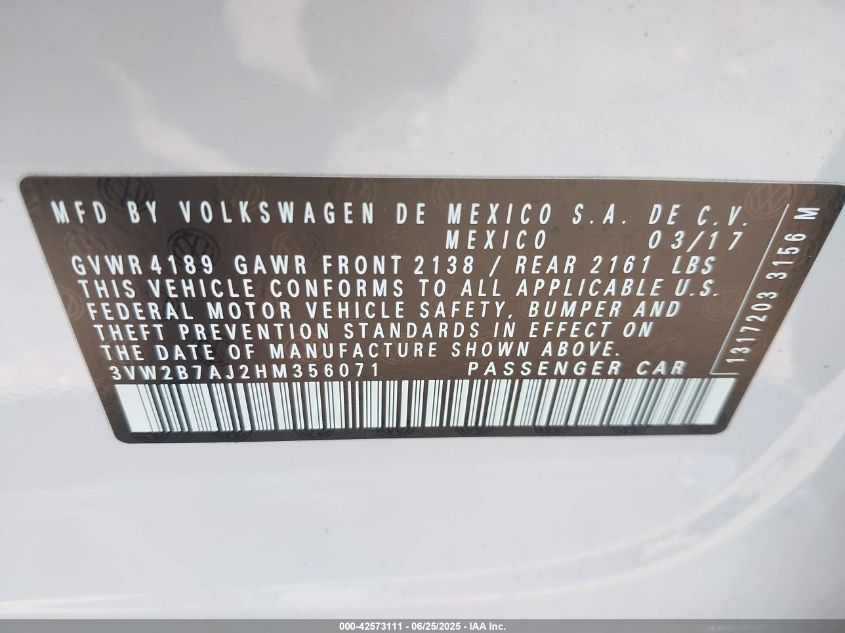 MFD BY VOLKSWAGEN DE MEXICO S.A. DE C.V.
MEXICO 03/17
GVWR 4189 GAWR FRONT 2138 / REAR 2161 LBS
THIS VEHICLE CONFORMS TO ALL APPLICABLE U.S.
FEDERAL MOTOR VEHICLE SAFETY, BUMPER AND
THEFT PREVENTION STANDARDS IN EFFECT ON
THE DATE OF MANUFACTURE SHOWN ABOVE.
3VW2B7AJ2HM356071 PASSENGER CAR
1317203 3156 M
000-42573111 - 06/25/2025 - IAA Inc.